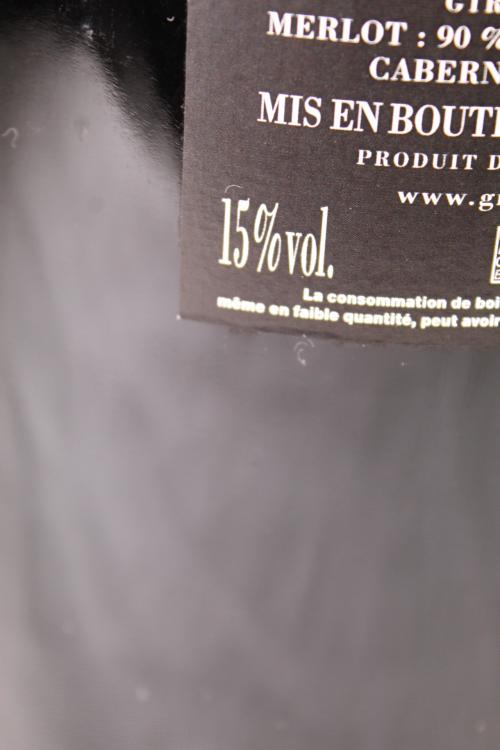 MERLOT : 90 %
CABERN
MIS EN BOUT
PRODUIT D
www.g
15%vol.
La consommation de boi
même en faible quantité, peut avoir